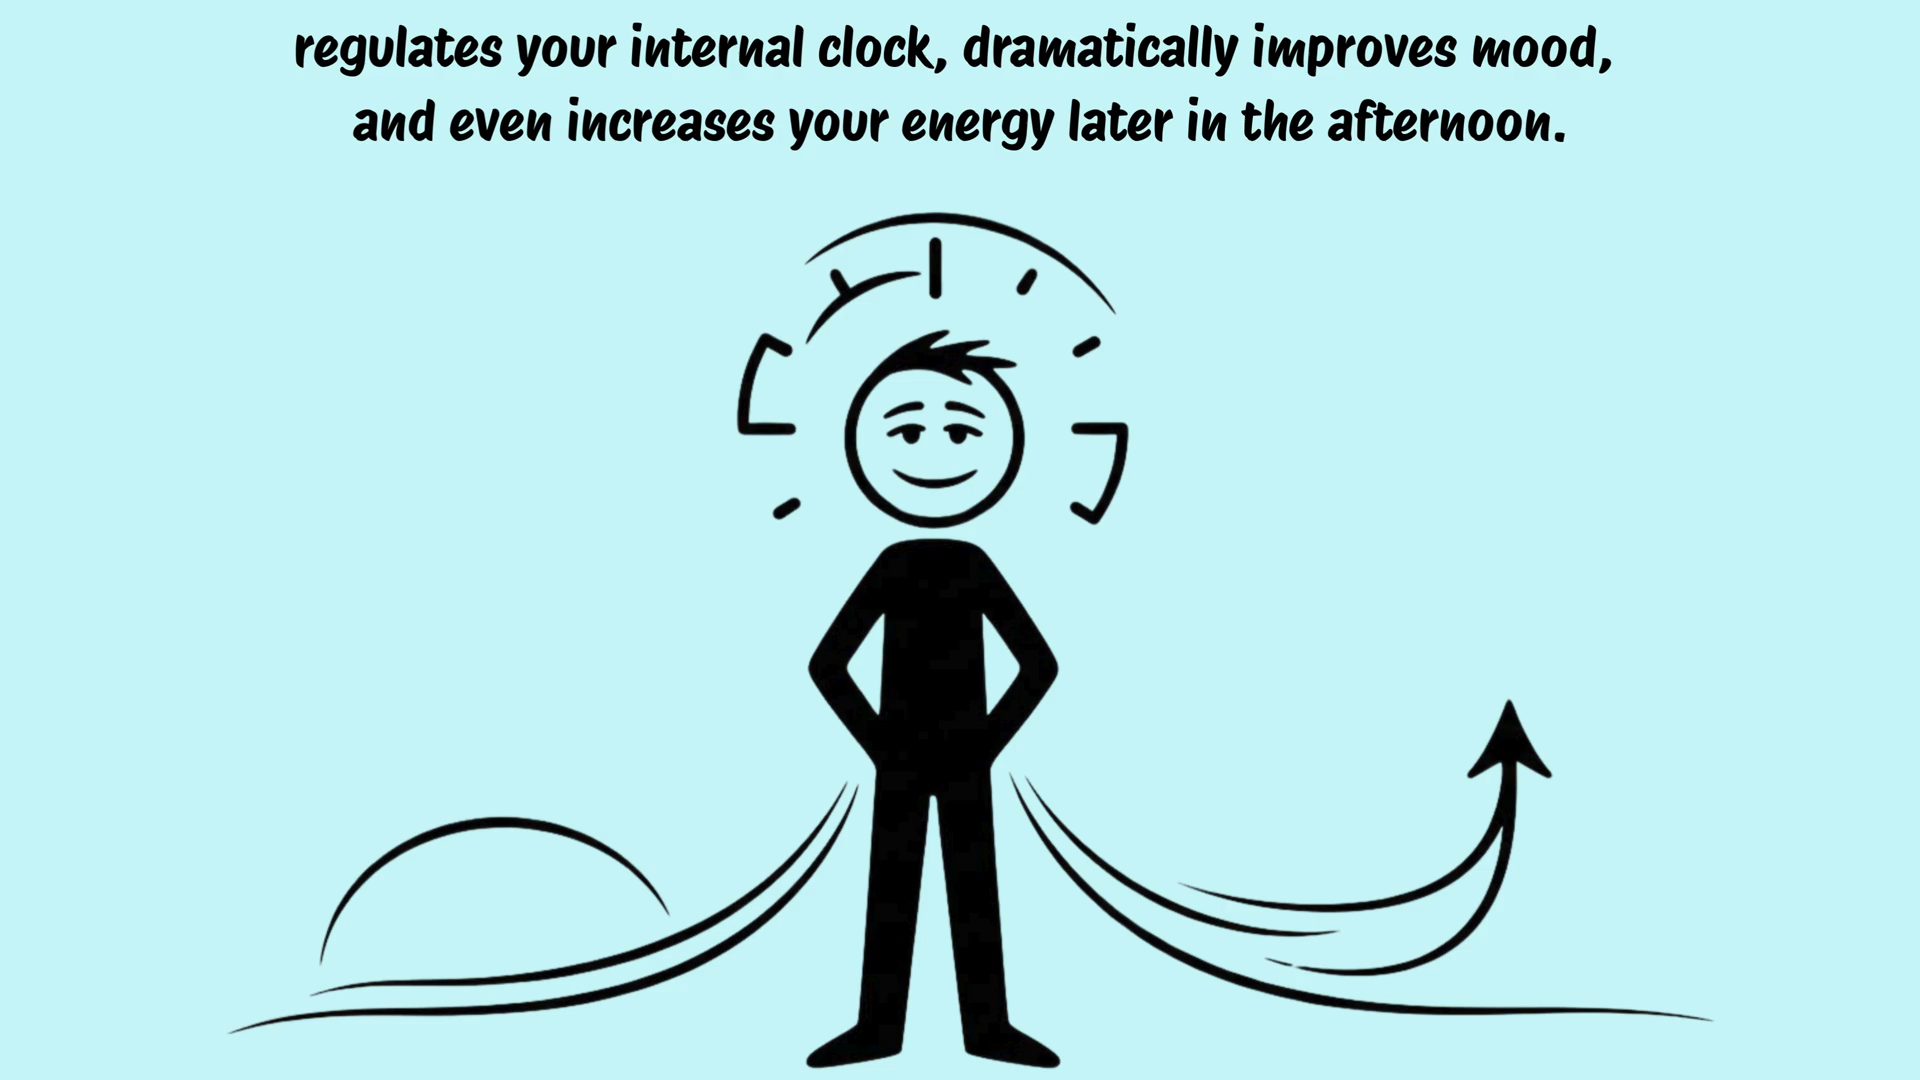 regulates your internal clock, dramatically improves mood,
and even increases your energy later in the afternoon.